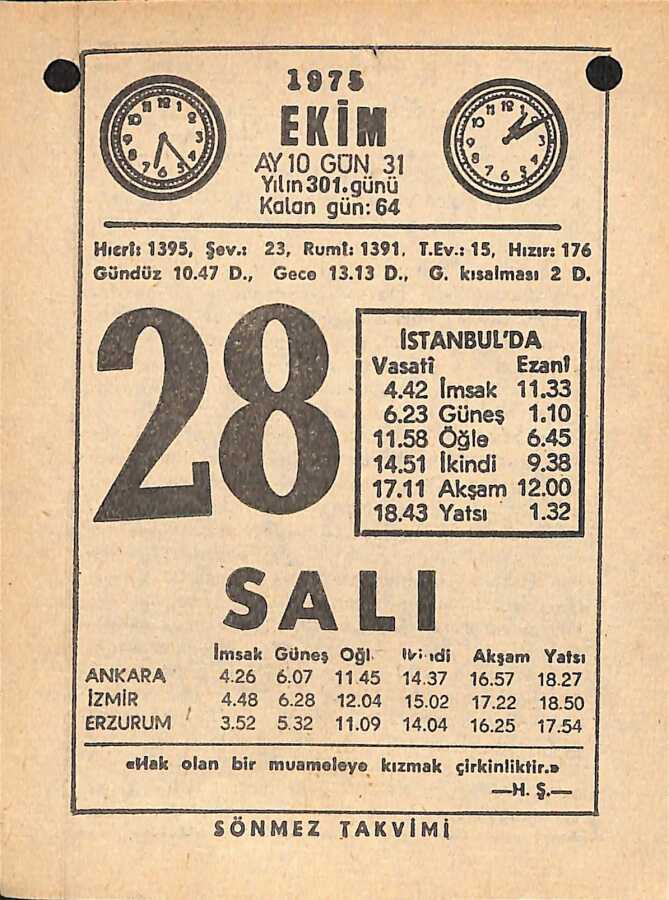 1975
EKİM
AY 10 GÜN 31
Yılın 301. günü
Kalan gün: 64
Hicrî: 1395, Şev.: 23, Rumî: 1391, T.Ev.: 15, Hızır: 176
Gündüz 10.47 D., Gece 13.13 D., G. kısalması 2 D.
28
İSTANBUL'DA
Vasatî Ezanî
4.42 İmsak 11.33
6.23 Güneş 1.10
11.58 Öğle 6.45
14.51 İkindi 9.38
17.11 Akşam 12.00
18.43 Yatsı 1.32
SALI
İmsak Güneş Öğl İkindi Akşam Yatsı
ANKARA 4.26 6.07 11.45 14.37 16.57 18.27
İZMİR 4.48 6.28 12.04 15.02 17.22 18.50
ERZURUM 3.52 5.32 11.09 14.04 16.25 17.54
«Hak olan bir muameleye kızmak çirkinliktir.»
—H. Ş.—
SÖNMEZ TAKVİMİ